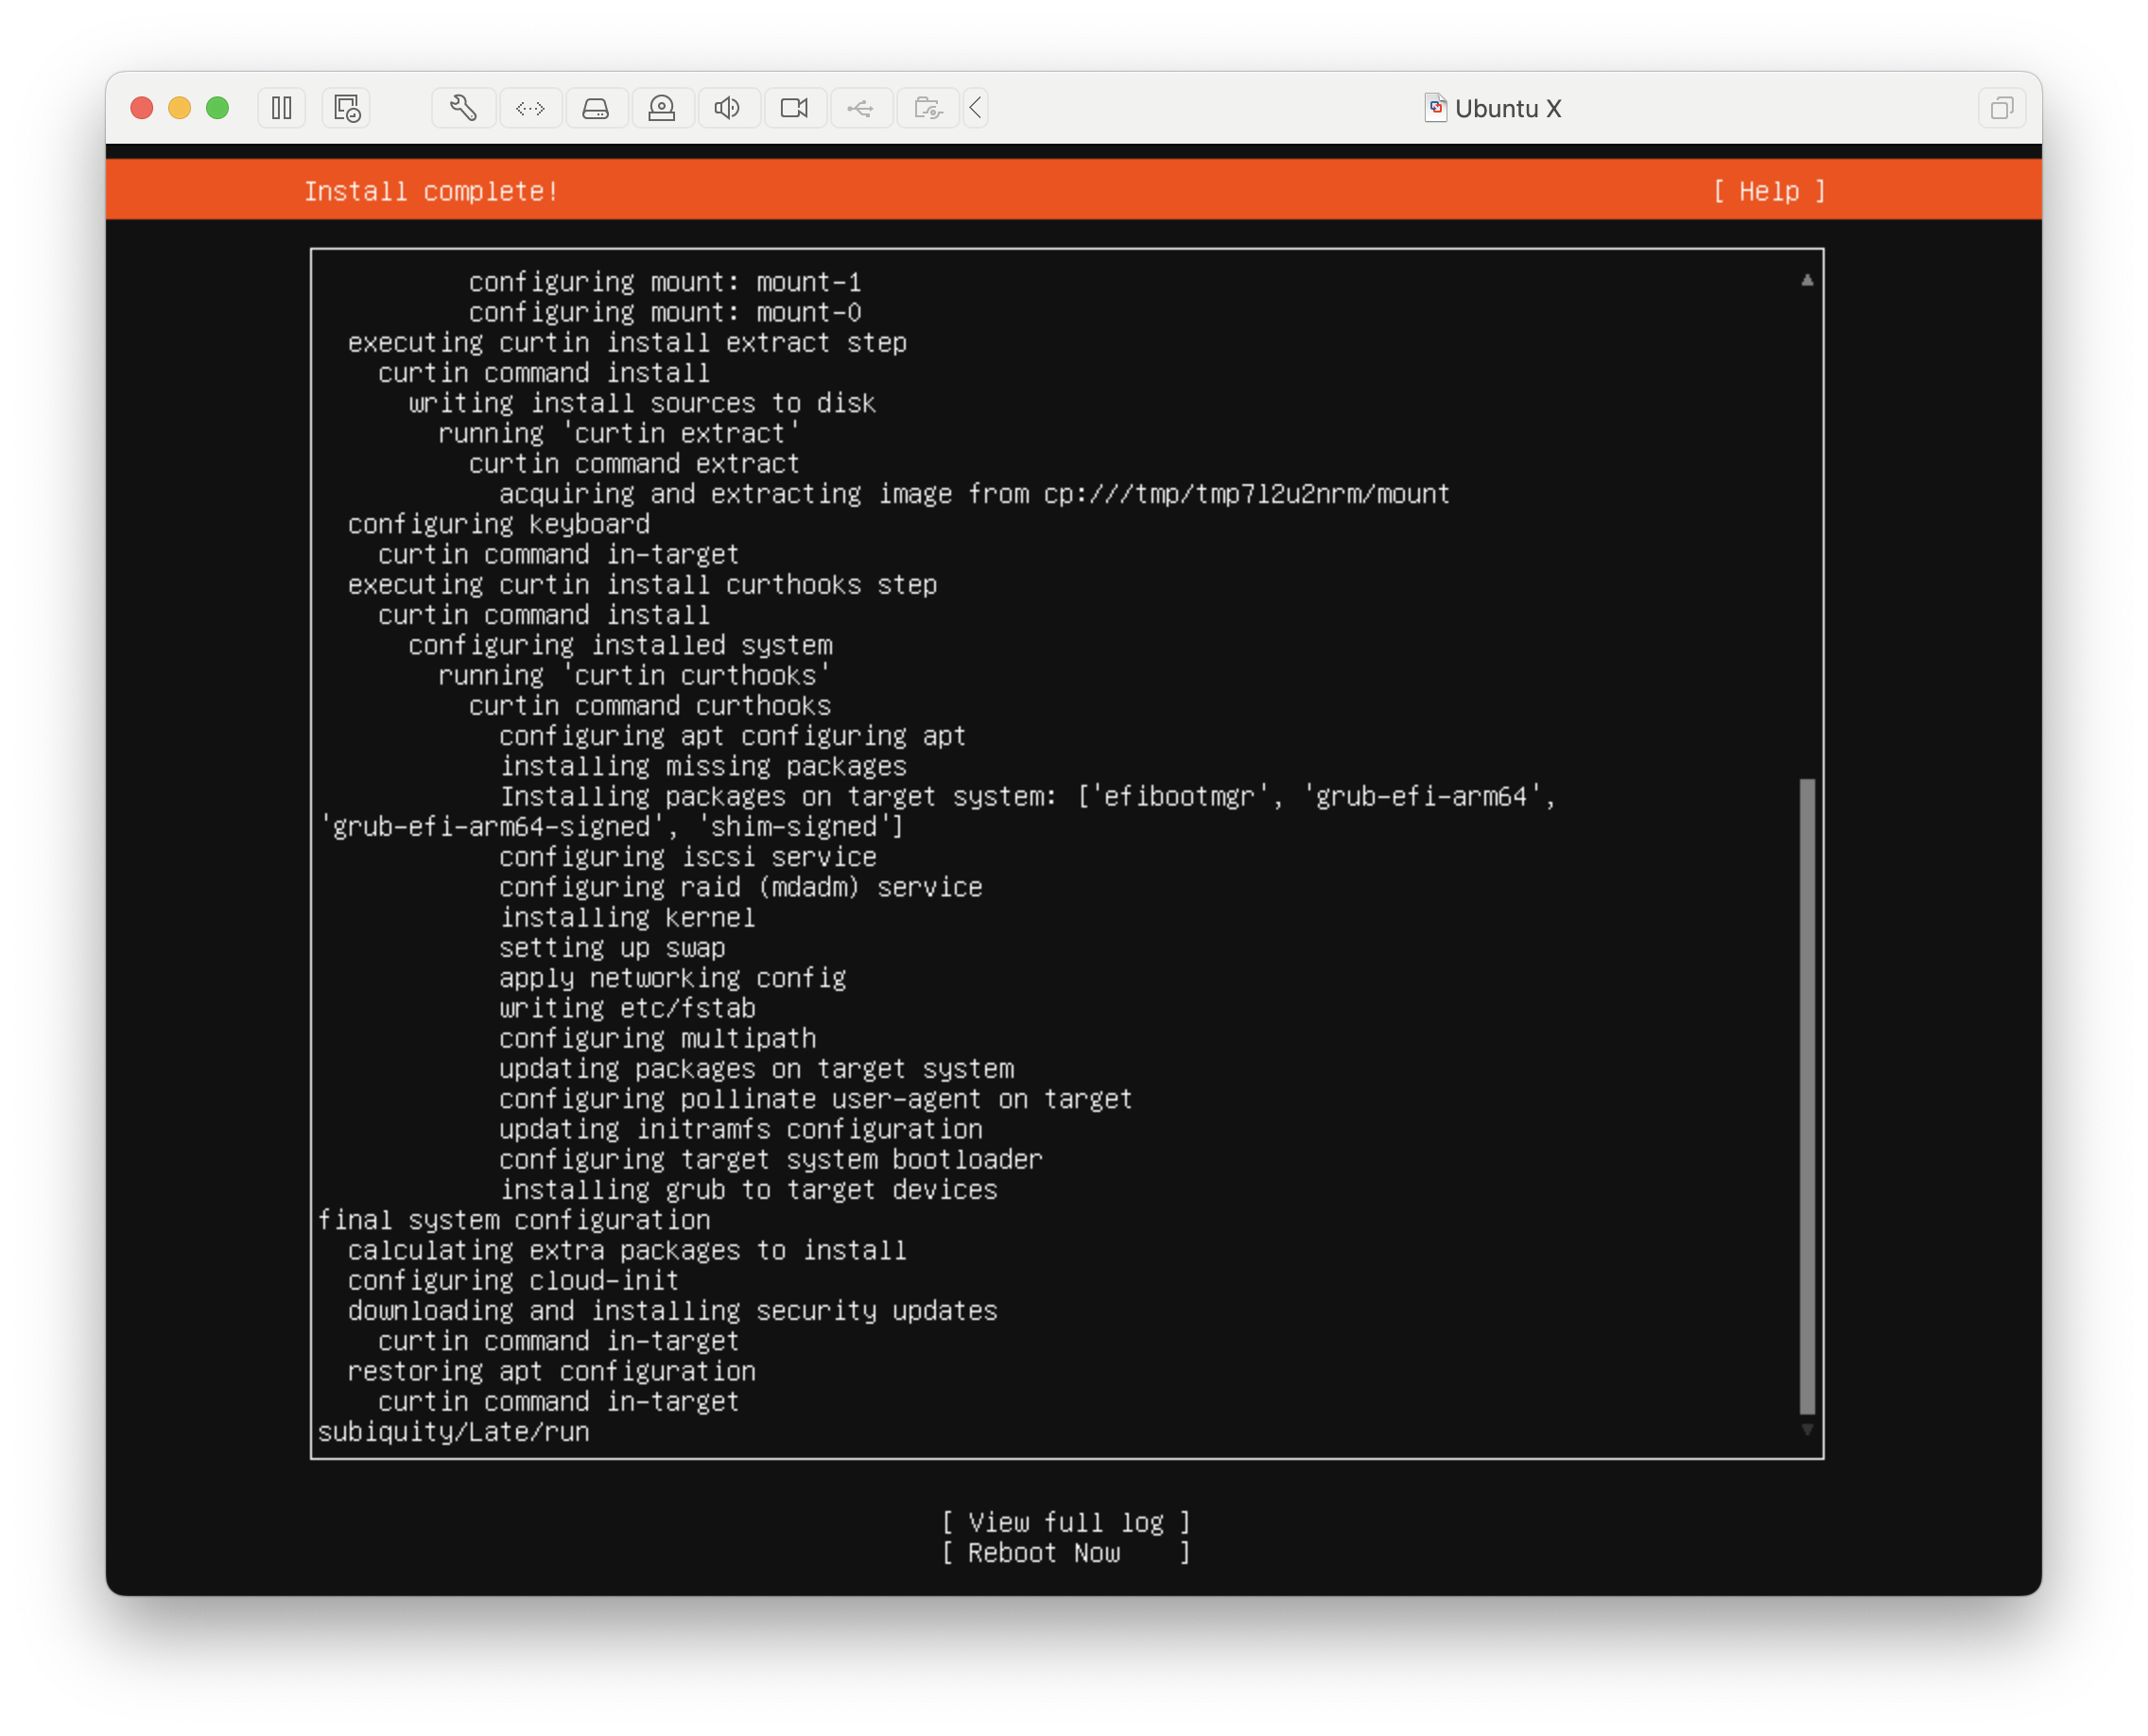 Ubuntu X
Install complete!
[ Help ]
configuring mount: mount-1
configuring mount: mount-0
executing curtin install extract step
curtin command install
writing install sources to disk
running 'curtin extract'
curtin command extract
acquiring and extracting image from cp:///tmp/tmp7l2u2nrm/mount
configuring keyboard
curtin command in-target
executing curtin install curthooks step
curtin command install
configuring installed system
running 'curtin curthooks'
curtin command curthooks
configuring apt configuring apt
installing missing packages
Installing packages on target system: ['efibootmgr', 'grub-efi-arm64',
'grub-efi-arm64-signed', 'shim-signed']
configuring iscsi service
configuring raid (mdadm) service
installing kernel
setting up swap
apply networking config
writing etc/fstab
configuring multipath
updating packages on target system
configuring pollinate user-agent on target
updating initramfs configuration
configuring target system bootloader
installing grub to target devices
final system configuration
calculating extra packages to install
configuring cloud-init
downloading and installing security updates
curtin command in-target
restoring apt configuration
curtin command in-target
subiquity/Late/run
[ View full log ]
[ Reboot Now ]